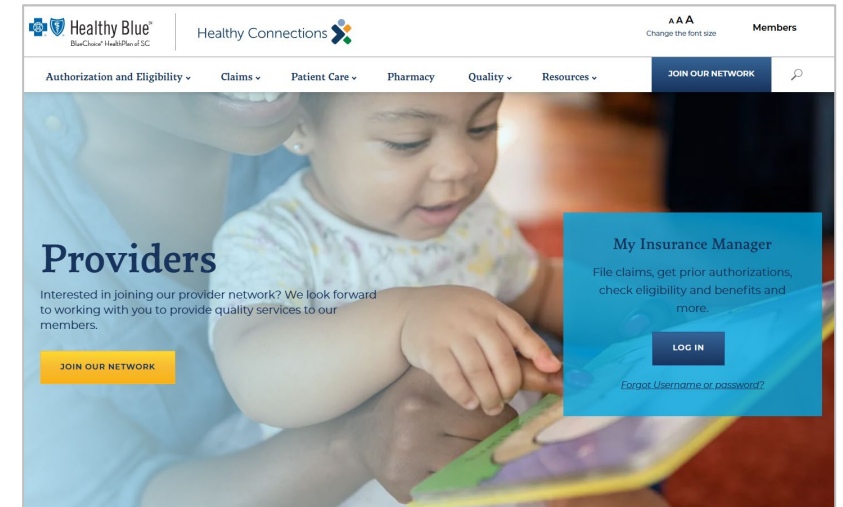 Healthy Blue℠
BlueChoice® HealthPlan of SC
Healthy Connections
A A A
Change the font size
Members
Authorization and Eligibility
Claims
Patient Care
Pharmacy
Quality
Resources
JOIN OUR NETWORK
Providers
Interested in joining our provider network? We look forward
to working with you to provide quality services to our
members.
JOIN OUR NETWORK
My Insurance Manager
File claims, get prior authorizations,
check eligibility and benefits and
more.
LOG IN
Forgot Username or password?